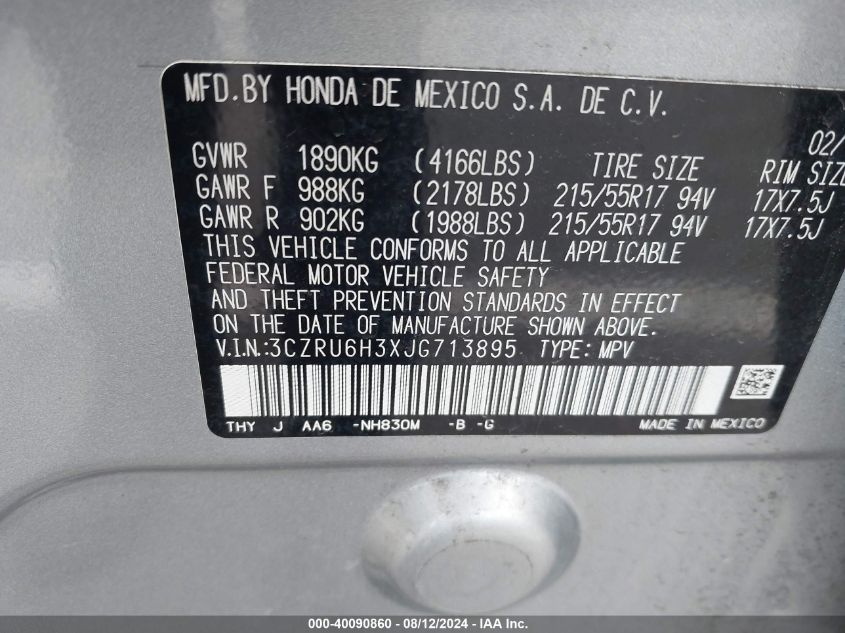 MFD.BY HONDA DE MEXICO S.A. DE C.V.
02/
GVWR 1890KG (4166LBS) TIRE SIZE RIM SIZE
GAWR F 988KG (2178LBS) 215/55R17 94V 17X7.5J
GAWR R 902KG (1988LBS) 215/55R17 94V 17X7.5J
THIS VEHICLE CONFORMS TO ALL APPLICABLE
FEDERAL MOTOR VEHICLE SAFETY
AND THEFT PREVENTION STANDARDS IN EFFECT
ON THE DATE OF MANUFACTURE SHOWN ABOVE.
V.I.N.:3CZRU6H3XJG713895 TYPE: MPV
THY J AA6 -NH830M -B -G MADE IN MEXICO
000-40090860 - 08/12/2024 - IAA Inc.